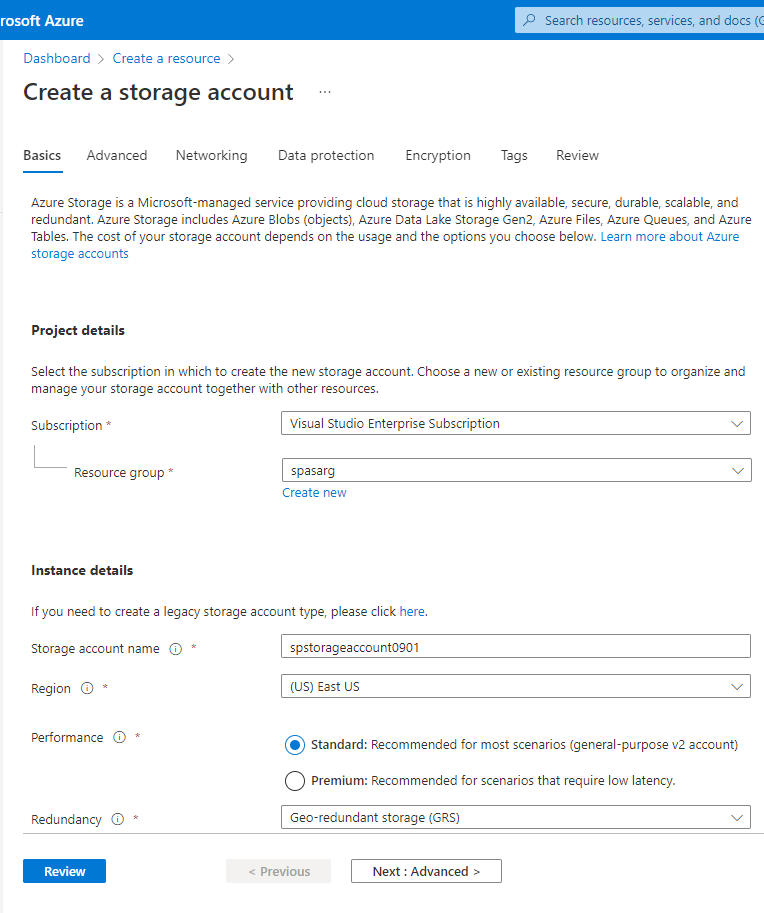 rosoft Azure
Search resources, services, and docs (G
Dashboard > Create a resource >
Create a storage account ...
Basics Advanced Networking Data protection Encryption Tags Review
Azure Storage is a Microsoft-managed service providing cloud storage that is highly available, secure, durable, scalable, and
redundant. Azure Storage includes Azure Blobs (objects), Azure Data Lake Storage Gen2, Azure Files, Azure Queues, and Azure
Tables. The cost of your storage account depends on the usage and the options you choose below. Learn more about Azure
storage accounts
Project details
Select the subscription in which to create the new storage account. Choose a new or existing resource group to organize and
manage your storage account together with other resources.
Subscription *
Visual Studio Enterprise Subscription
Resource group *
spasarg
Create new
Instance details
If you need to create a legacy storage account type, please click here.
Storage account name *
spstorageaccount0901
Region *
(US) East US
Performance *
Standard: Recommended for most scenarios (general-purpose v2 account)
Premium: Recommended for scenarios that require low latency.
Redundancy *
Geo-redundant storage (GRS)
Review
< Previous
Next : Advanced >